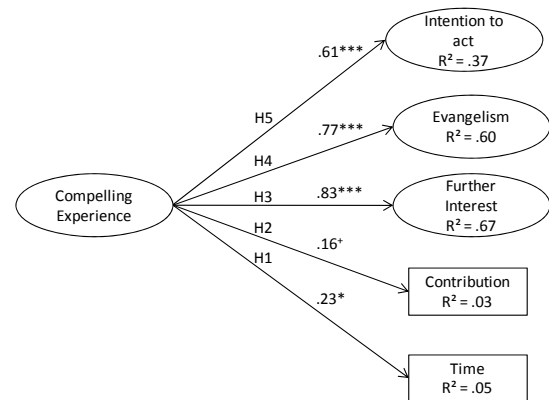 Intention to
act
R² = .37
.61***
H5
Evangelism
R² = .60
.77***
H4
Compelling
Experience
H3
.83***
Further
Interest
R² = .67
H2
.16⁺
Contribution
R² = .03
H1
.23*
Time
R² = .05